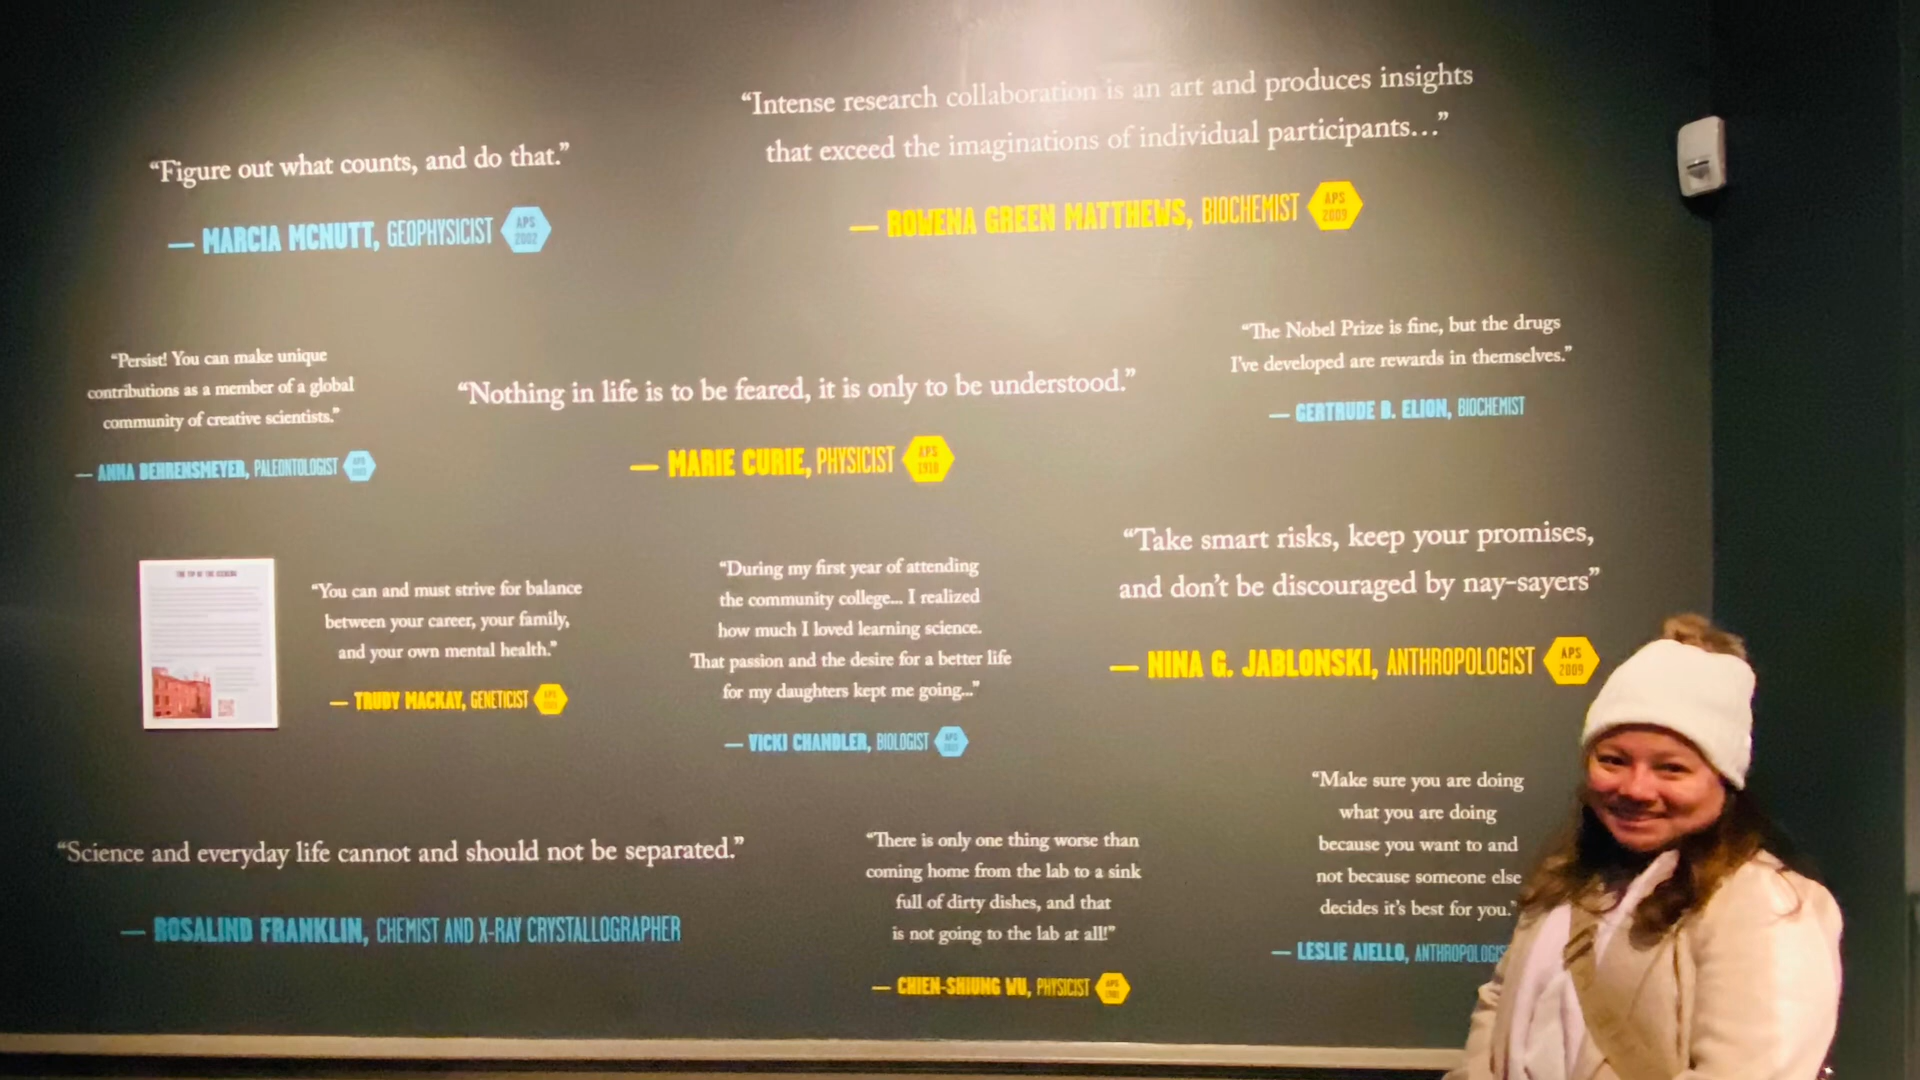 “Figure out what counts, and do that.”
— MARCIA MCNUTT, GEOPHYSICIST
APS
2002
“Intense research collaboration is an art and produces insights
that exceed the imaginations of individual participants...”
— ROWENA GREEN MATTHEWS, BIOCHEMIST
APS
2009
“Persist! You can make unique
contributions as a member of a global
community of creative scientists.”
— ANNA BEHRENSMEYER, PALEONTOLOGIST
“Nothing in life is to be feared, it is only to be understood.”
— MARIE CURIE, PHYSICIST
APS
1910
“The Nobel Prize is fine, but the drugs
I’ve developed are rewards in themselves.”
— GERTRUDE B. ELION, BIOCHEMIST
THE TIP OF THE ICEBERG
“You can and must strive for balance
between your career, your family,
and your own mental health.”
— TRUDY MACKAY, GENETICIST
APS
“During my first year of attending
the community college... I realized
how much I loved learning science.
That passion and the desire for a better life
for my daughters kept me going...”
— VICKI CHANDLER, BIOLOGIST
APS
“Take smart risks, keep your promises,
and don’t be discouraged by nay-sayers”
— NINA G. JABLONSKI, ANTHROPOLOGIST
APS
2009
“Science and everyday life cannot and should not be separated.”
— ROSALIND FRANKLIN, CHEMIST AND X-RAY CRYSTALLOGRAPHER
“There is only one thing worse than
coming home from the lab to a sink
full of dirty dishes, and that
is not going to the lab at all!”
— CHIEN-SHIUNG WU, PHYSICIST
APS
“Make sure you are doing
what you are doing
because you want to and
not because someone else
decides it’s best for you.”
— LESLIE AIELLO, ANTHROPOLOGIS